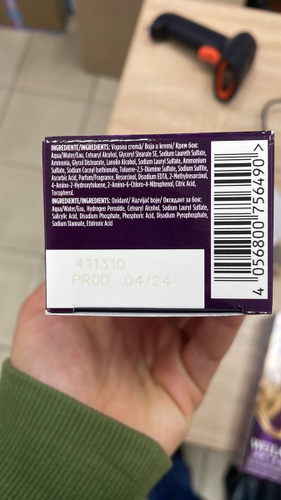 INGREDIENTE/INGREDIENTS: Vopsea cremă/ Boja u kremi/ Крем боя:
Aqua/Water/Eau, Cetearyl Alcohol, Glyceryl Stearate SE, Sodium Laureth Sulfate,
Ammonia, Glycol Distearate, Lanolin Alcohol, Sodium Lauryl Sulfate, Ammonium
Sulfate, Sodium Cocoyl Isethionate, Toluene-2,5-Diamine Sulfate, Sodium Sulfite,
Ascorbic Acid, Parfum/Fragrance, Resorcinol, Disodium EDTA, 2-Methylresorcinol,
4-Amino-2-Hydroxytoluene, 2-Amino-6-Chloro-4-Nitrophenol, Citric Acid,
Tocopherol.
INGREDIENTE/INGREDIENTS: Oxidant/ Razvijač boje/ Оксидант за боя:
Aqua/Water/Eau, Hydrogen Peroxide, Cetearyl Alcohol, Sodium Lauryl Sulfate,
Salicylic Acid, Disodium Phosphate, Phosphoric Acid, Disodium Pyrophosphate,
Sodium Stannate, Etidronic Acid
411310
PROD 04/24
4 056800 758490 >
WELLA